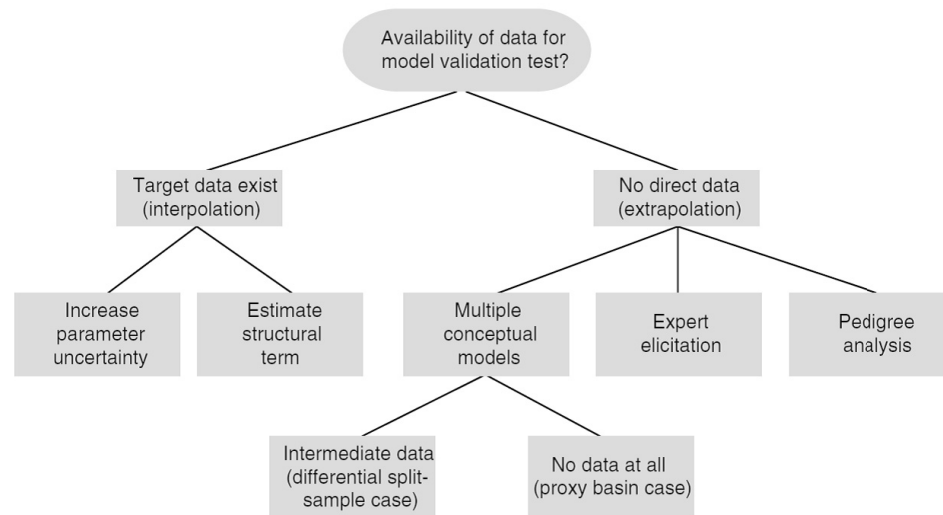 Availability of data for
model validation test?
Target data exist
(interpolation)
No direct data
(extrapolation)
Increase
parameter
uncertainty
Estimate
structural
term
Multiple
conceptual
models
Expert
elicitation
Pedigree
analysis
Intermediate data
(differential split-
sample case)
No data at all
(proxy basin case)